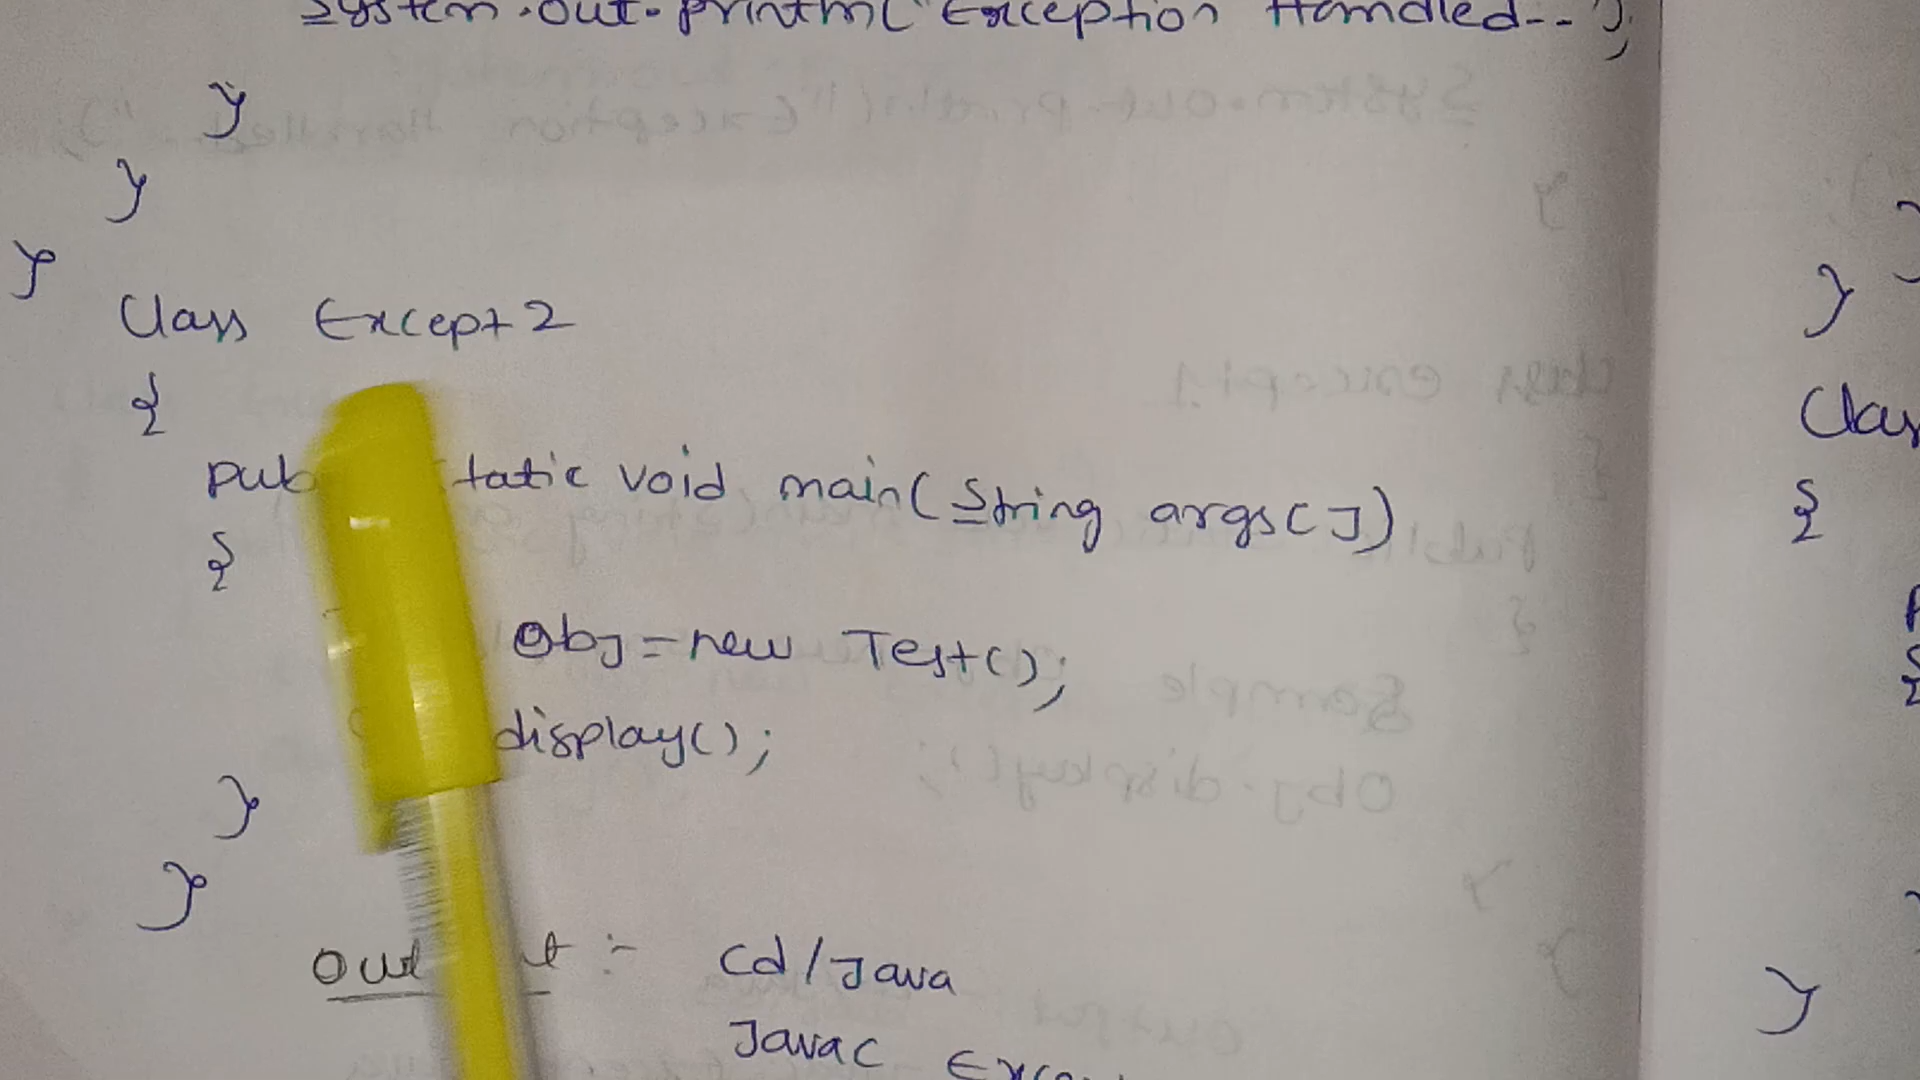 System.out.println("Exception Handled--");
}
}
}
Class Except2
{
pub tatic void main(String args[])
{
Obj=new Test();
display();
}
}
out t :- cd/Java
Javac
}
}
{
}